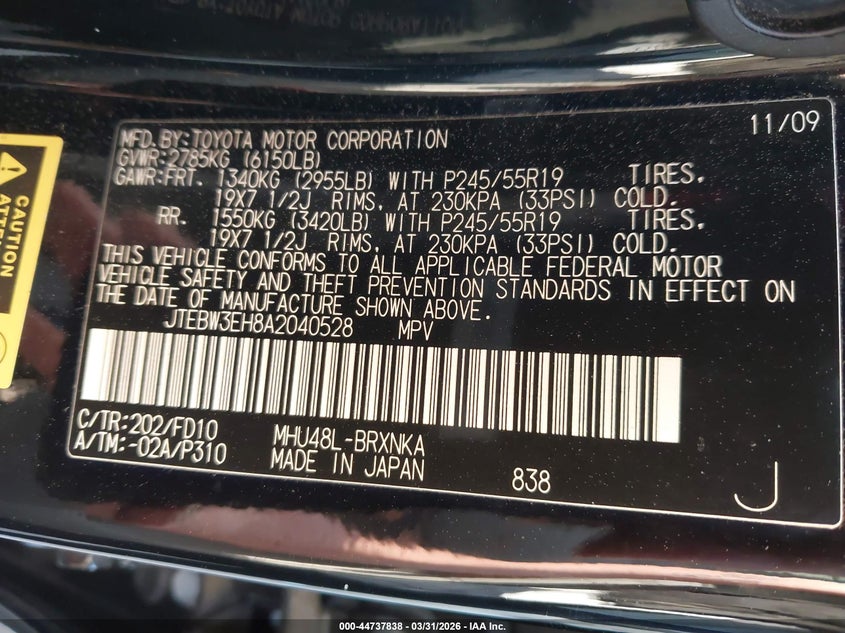 11/09
MFD.BY:TOYOTA MOTOR CORPORATION
GVWR:2785KG (6150LB)
GAWR:FRT. 1340KG (2955LB) WITH P245/55R19 TIRES.
19X7 1/2J RIMS, AT 230KPA (33PSI) COLD.
RR. 1550KG (3420LB) WITH P245/55R19 TIRES.
19X7 1/2J RIMS, AT 230KPA (33PSI) COLD.
THIS VEHICLE CONFORMS TO ALL APPLICABLE FEDERAL MOTOR
VEHICLE SAFETY AND THEFT PREVENTION STANDARDS IN EFFECT ON
THE DATE OF MANUFACTURE SHOWN ABOVE.
JTEBW3EH8A2040528 MPV
C/TR:202/FD10 MHU48L-BRXNKA
A/TM:-02A/P310 MADE IN JAPAN 838 J
CAUTION
000-44737838 - 03/31/2026 - IAA Inc.